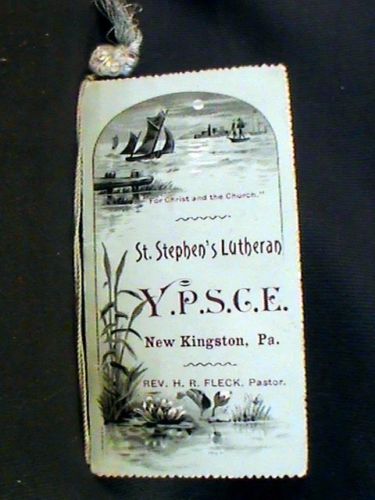 "For Christ and the Church."
St. Stephen's Lutheran
Y.P.S.C.E.
New Kingston, Pa.
REV. H. R. FLECK, Pastor.